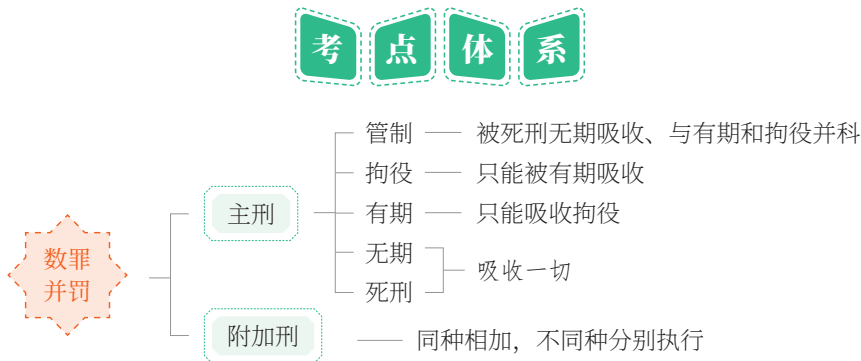 考点体系
管制 被死刑无期吸收、与有期和拘役并科
拘役 只能被有期吸收
主刑
有期 只能吸收拘役
数罪
并罚
无期
吸收一切
死刑
附加刑 同种相加，不同种分别执行